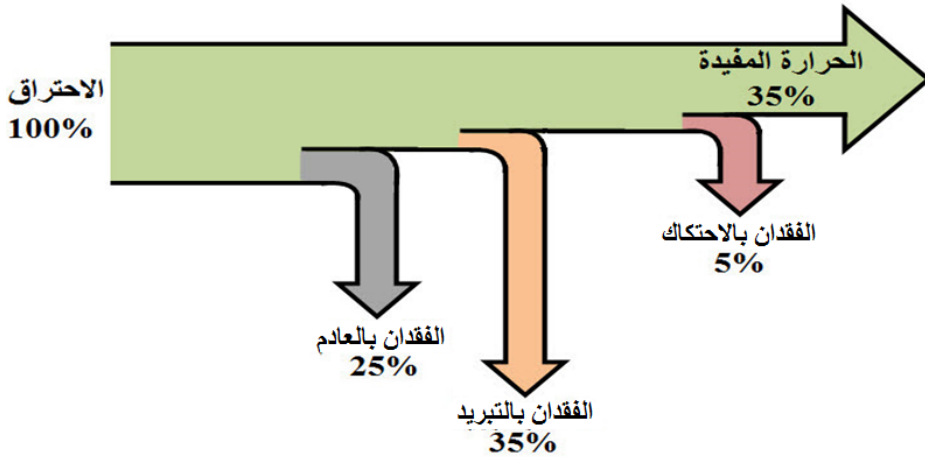 الاحتراق
100%
الحرارة المفيدة
35%
الفقدان بالاحتكاك
5%
الفقدان بالعادم
25%
الفقدان بالتبريد
35%